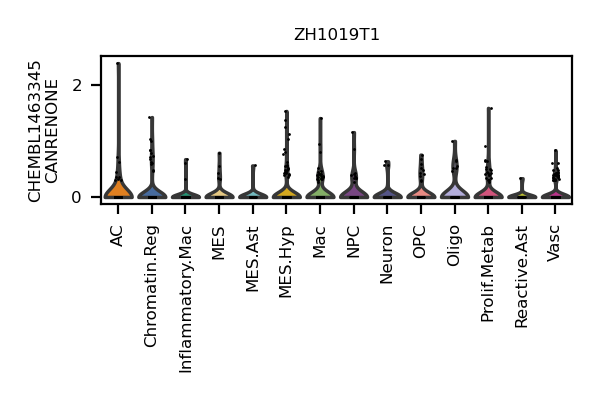 ZH1019T1
CHEMBL1463345
CANRENONE
2
0
AC
Chromatin.Reg
Inflammatory.Mac
MES
MES.Ast
MES.Hyp
Mac
NPC
Neuron
OPC
Oligo
Prolif.Metab
Reactive.Ast
Vasc